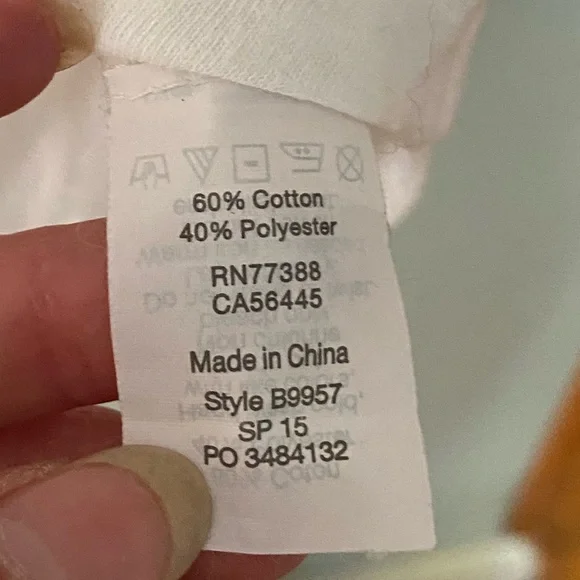 60% Cotton
40% Polyester
RN77388
CA56445
Made in China
Style B9957
SP 15
PO 3484132